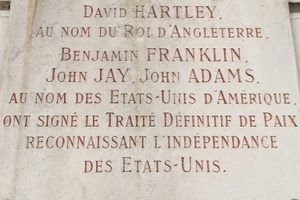 David HARTLEY,
AU NOM DU ROI D'ANGLETERRE,
Benjamin FRANKLIN,
John JAY, John ADAMS,
AU NOM DES ETATS-UNIS D'AMÉRIQUE,
ONT SIGNÉ LE TRAITÉ DÉFINITIF DE PAIX
RECONNAISSANT L'INDÉPENDANCE
DES ETATS-UNIS.